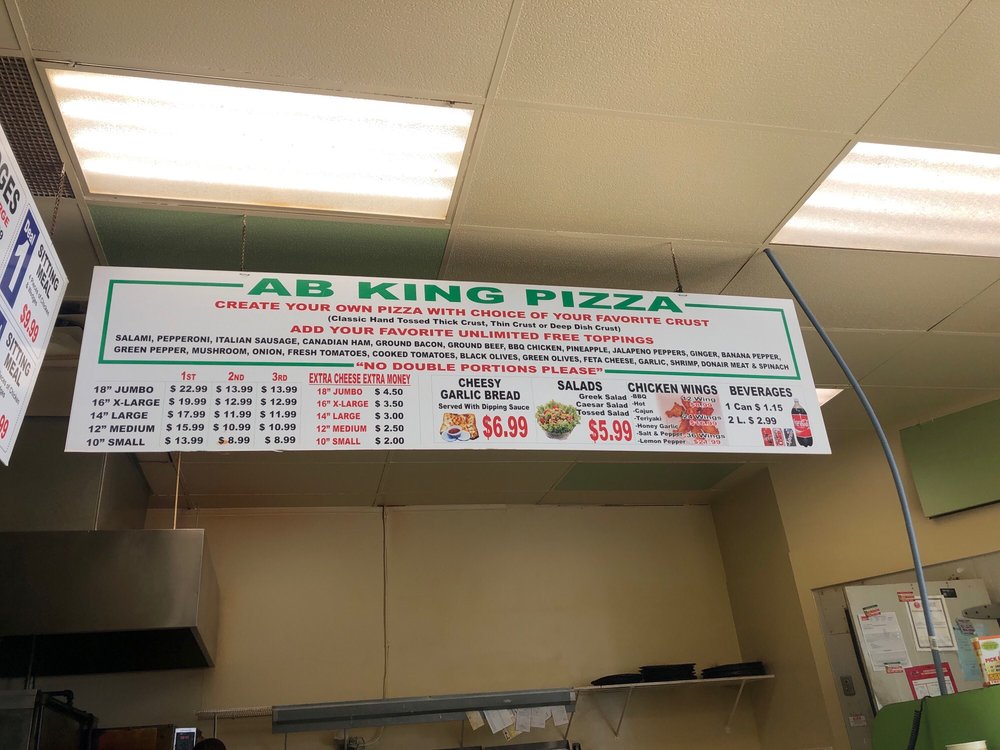 AB KING PIZZA
CREATE YOUR OWN PIZZA WITH CHOICE OF YOUR FAVORITE CRUST
(Classic Hand Tossed Thick Crust, Thin Crust or Deep Dish Crust)
ADD YOUR FAVORITE UNLIMITED FREE TOPPINGS
SALAMI, PEPPERONI, ITALIAN SAUSAGE, CANADIAN HAM, GROUND BACON, GROUND BEEF, BBQ CHICKEN, PINEAPPLE, JALAPENO PEPPERS, GINGER, BANANA PEPPER,
GREEN PEPPER, MUSHROOM, ONION, FRESH TOMATOES, COOKED TOMATOES, BLACK OLIVES, GREEN OLIVES, FETA CHEESE, GARLIC, SHRIMP, DONAIR MEAT & SPINACH
"NO DOUBLE PORTIONS PLEASE"
1ST 2ND 3RD
18" JUMBO $ 22.99 $ 13.99 $ 13.99
16" X-LARGE $ 19.99 $ 12.99 $ 12.99
14" LARGE $ 17.99 $ 11.99 $ 11.99
12" MEDIUM $ 15.99 $ 10.99 $ 10.99
10" SMALL $ 13.99 $ 8.99 $ 8.99
EXTRA CHEESE EXTRA MONEY
18" JUMBO $ 4.50
16" X-LARGE $ 3.50
14" LARGE $ 3.00
12" MEDIUM $ 2.50
10" SMALL $ 2.00
CHEESY
GARLIC BREAD
Served With Dipping Sauce
$6.99
SALADS
Greek Salad
Caesar Salad
Tossed Salad
$5.99
CHICKEN WINGS
-BBQ
-Hot
-Cajun
-Teriyaki
-Honey Garlic
-Salt & Pepper
-Lemon Pepper
12 Wing
24 Wings
36 Wings
BEVERAGES
1 Can $ 1.15
2 L. $ 2.99
Deal
1
SITTING
MEAL
$9.99
SITTING
MEAL